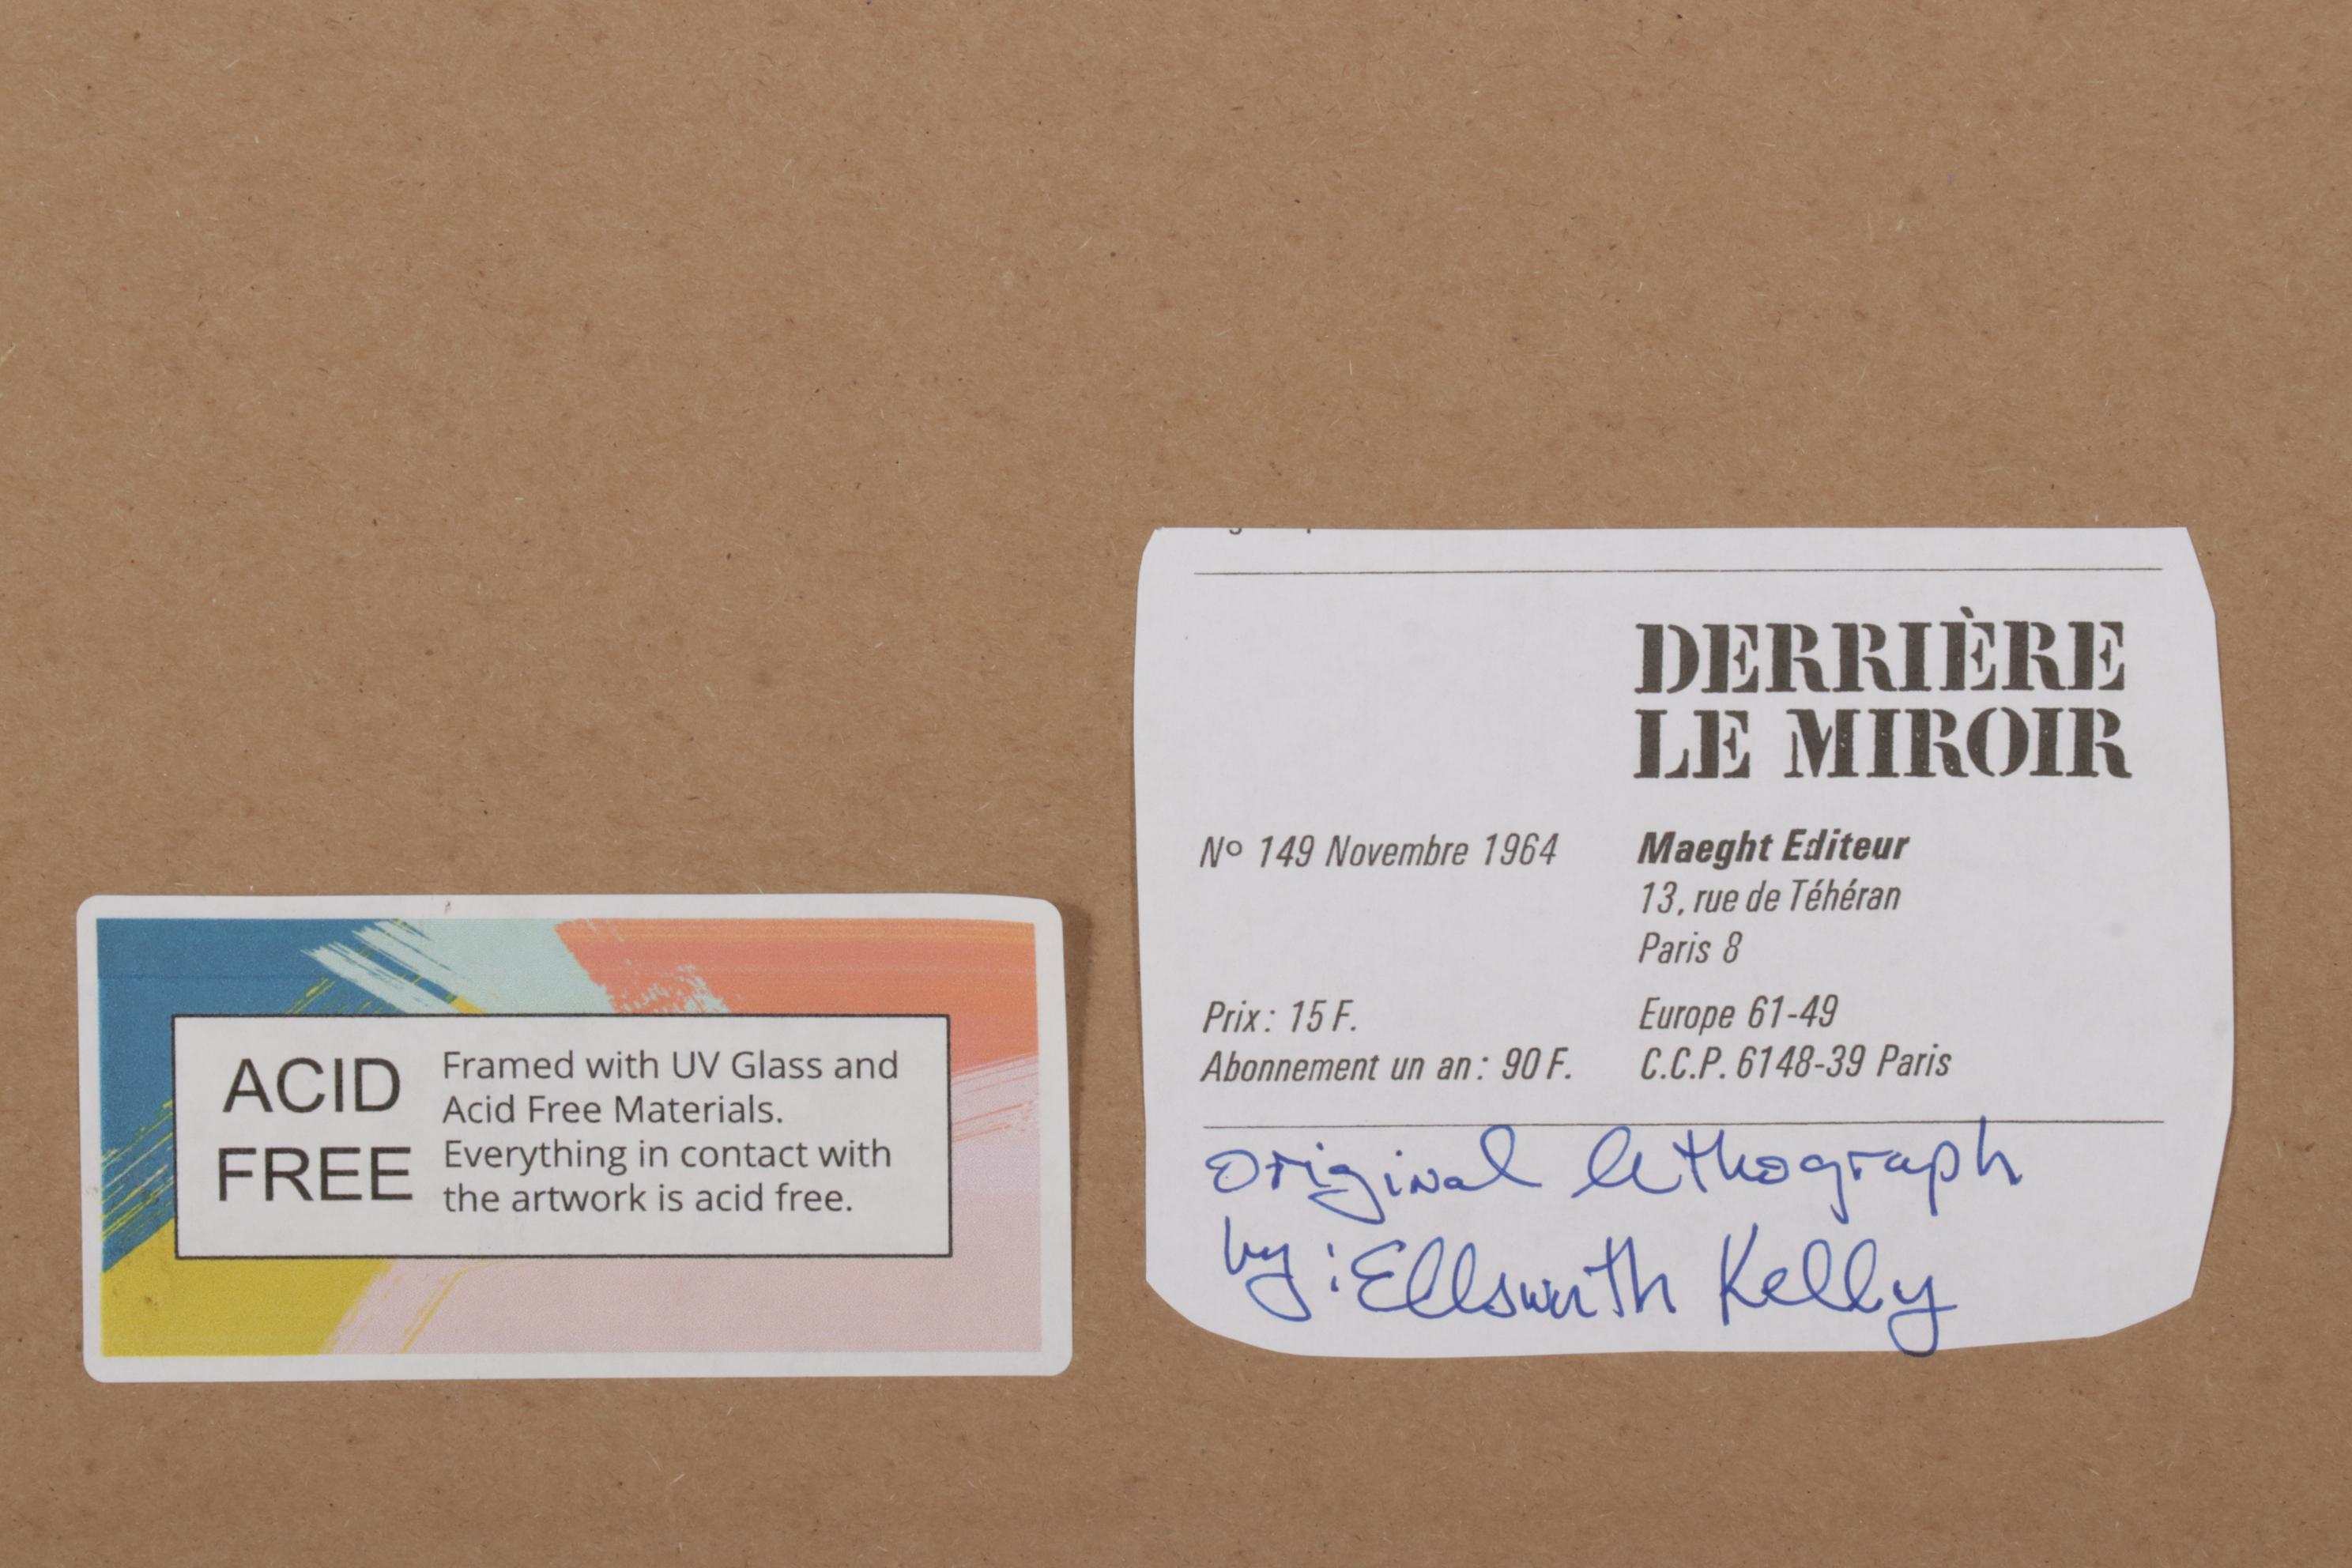 ACID
FREE
Framed with UV Glass and
Acid Free Materials.
Everything in contact with
the artwork is acid free.
DERRIÈRE
LE MIROIR
Nº 149 Novembre 1964
Maeght Editeur
13, rue de Téhéran
Paris 8
Prix : 15 F.
Europe 61-49
Abonnement un an : 90 F.
C.C.P. 6148-39 Paris
original lithograph
by : Ellsworth Kelly